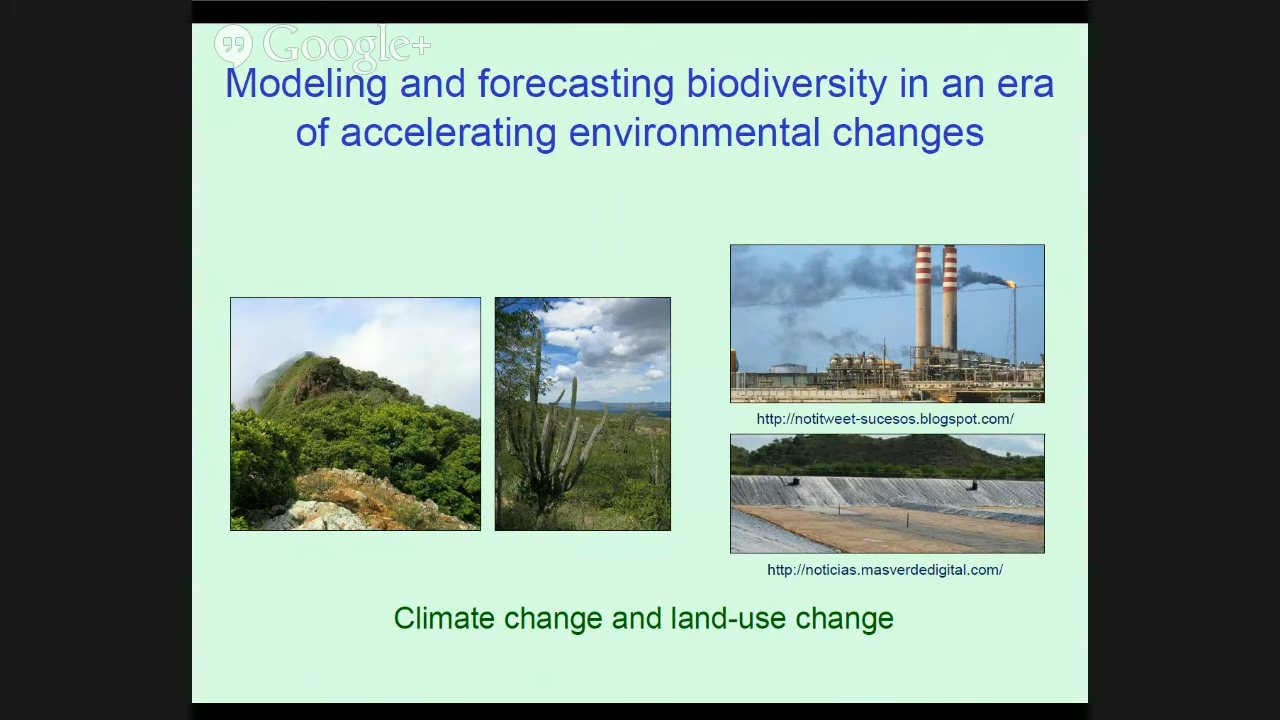 Google+
Modeling and forecasting biodiversity in an era
of accelerating environmental changes
http://notitweet-sucesos.blogspot.com/
http://noticias.masverdedigital.com/
Climate change and land-use change